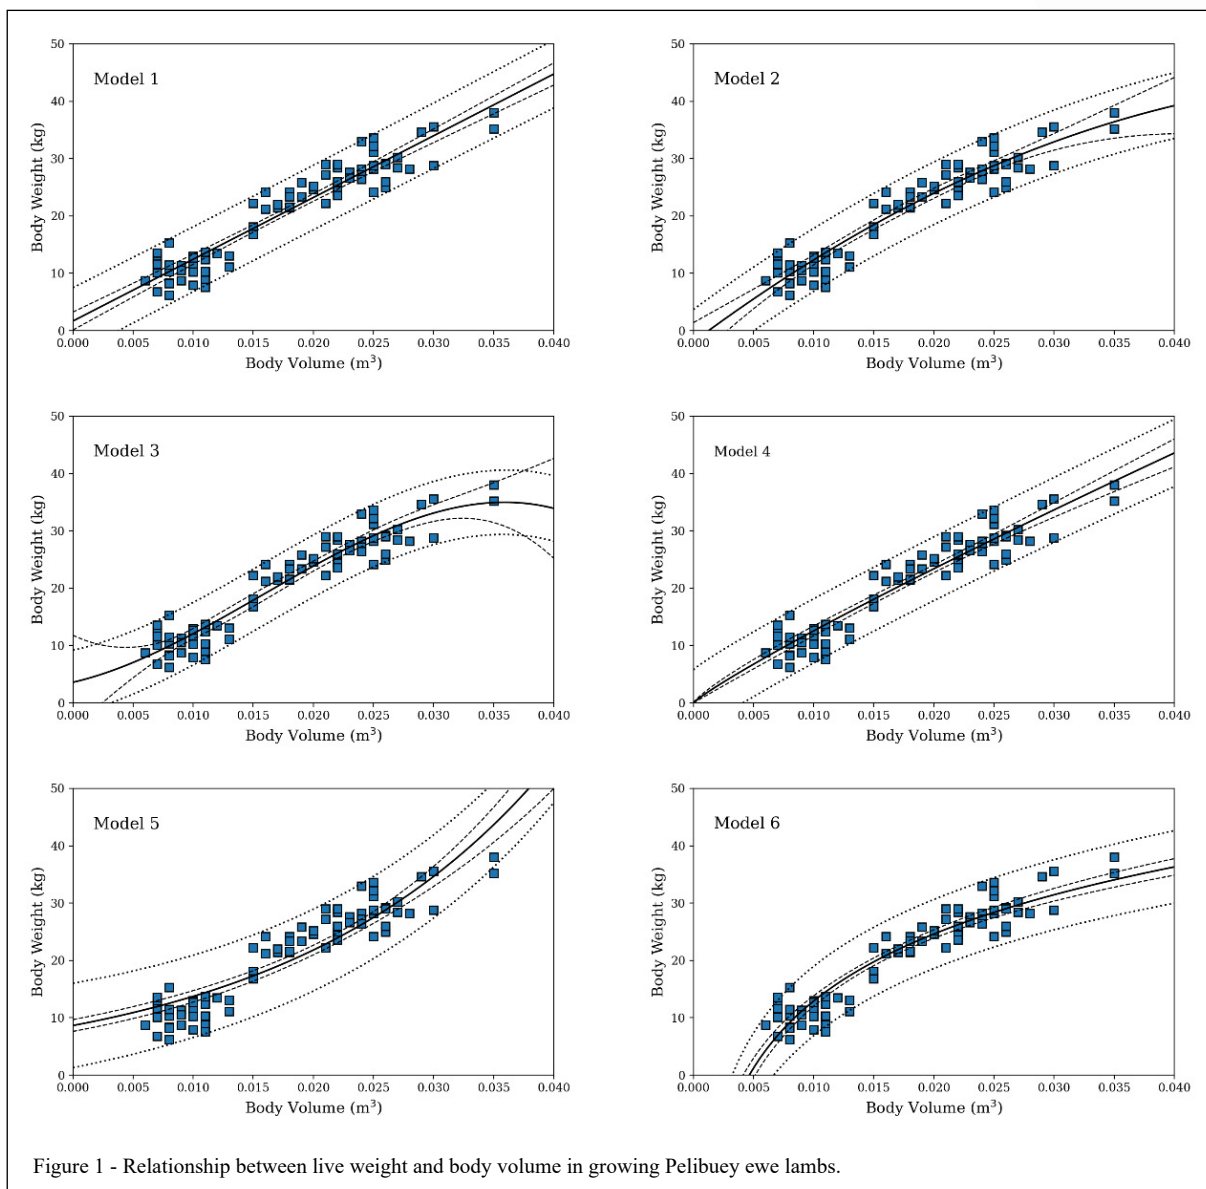 Model 1
Body Weight (kg)
50
40
30
20
10
0
0.000 0.005 0.010 0.015 0.020 0.025 0.030 0.035 0.040
Body Volume (m³)
Model 2
Body Weight (kg)
50
40
30
20
10
0
0.000 0.005 0.010 0.015 0.020 0.025 0.030 0.035 0.040
Body Volume (m³)
Model 3
Body Weight (kg)
50
40
30
20
10
0
0.000 0.005 0.010 0.015 0.020 0.025 0.030 0.035 0.040
Body Volume (m³)
Model 4
Body Weight (kg)
50
40
30
20
10
0
0.000 0.005 0.010 0.015 0.020 0.025 0.030 0.035 0.040
Body Volume (m³)
Model 5
Body Weight (kg)
50
40
30
20
10
0
0.000 0.005 0.010 0.015 0.020 0.025 0.030 0.035 0.040
Body Volume (m³)
Model 6
Body Weight (kg)
50
40
30
20
10
0
0.000 0.005 0.010 0.015 0.020 0.025 0.030 0.035 0.040
Body Volume (m³)
Figure 1 - Relationship between live weight and body volume in growing Pelibuey ewe lambs.